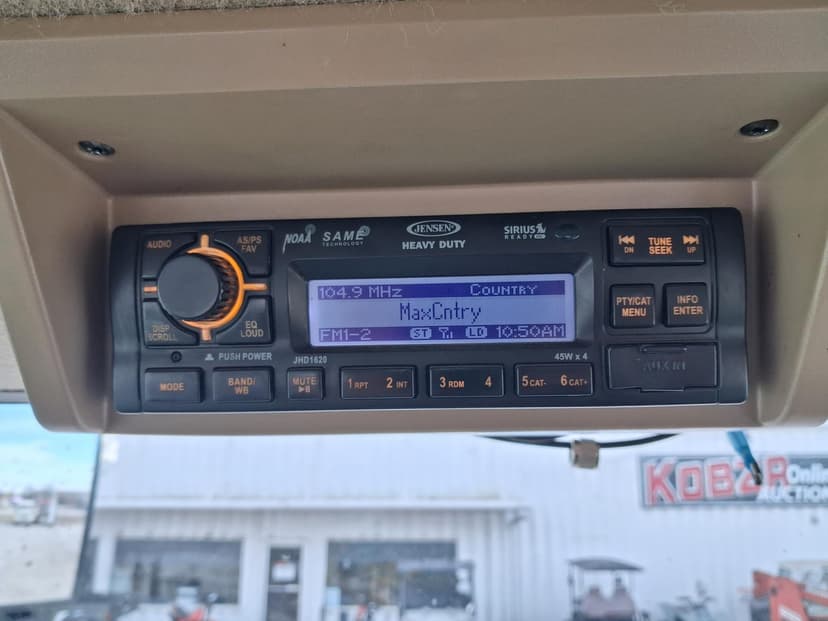 AUDIO
AS/PS
FAV
NOAA
SAME
TECHNOLOGY
JENSEN
HEAVY DUTY
SIRIUS
READY
DN
TUNE
SEEK
UP
104.9 MHz
COUNTRY
MaxCntry
FM1-2
ST
LD
10:50AM
PTY/CAT
MENU
INFO
ENTER
DISP
SCROLL
EQ
LOUD
PUSH POWER
JHD1620
45W x 4
MODE
BAND/
WB
MUTE
1 RPT
2 INT
3 RDM
4
5 CAT-
6 CAT+
AUX IN
Online
AUCTION